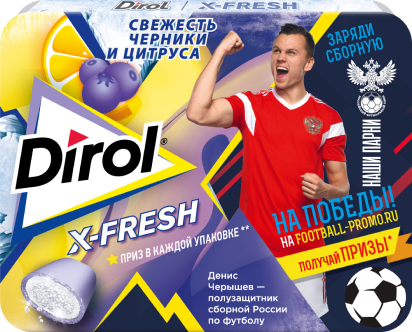 Dirol / X-FRESH
СВЕЖЕСТЬ
ЧЕРНИКИ
И ЦИТРУСА
ЗАРЯДИ
СБОРНУЮ
НАШИ ПАРНИ
Dirol®
X-FRESH
ПРИЗ В КАЖДОЙ УПАКОВКЕ**
НА ПОБЕДЫ!
НА FOOTBALL-PROMO.RU
ПОЛУЧАЙ ПРИЗЫ*
Денис
Черышев —
полузащитник
сборной России
по футболу